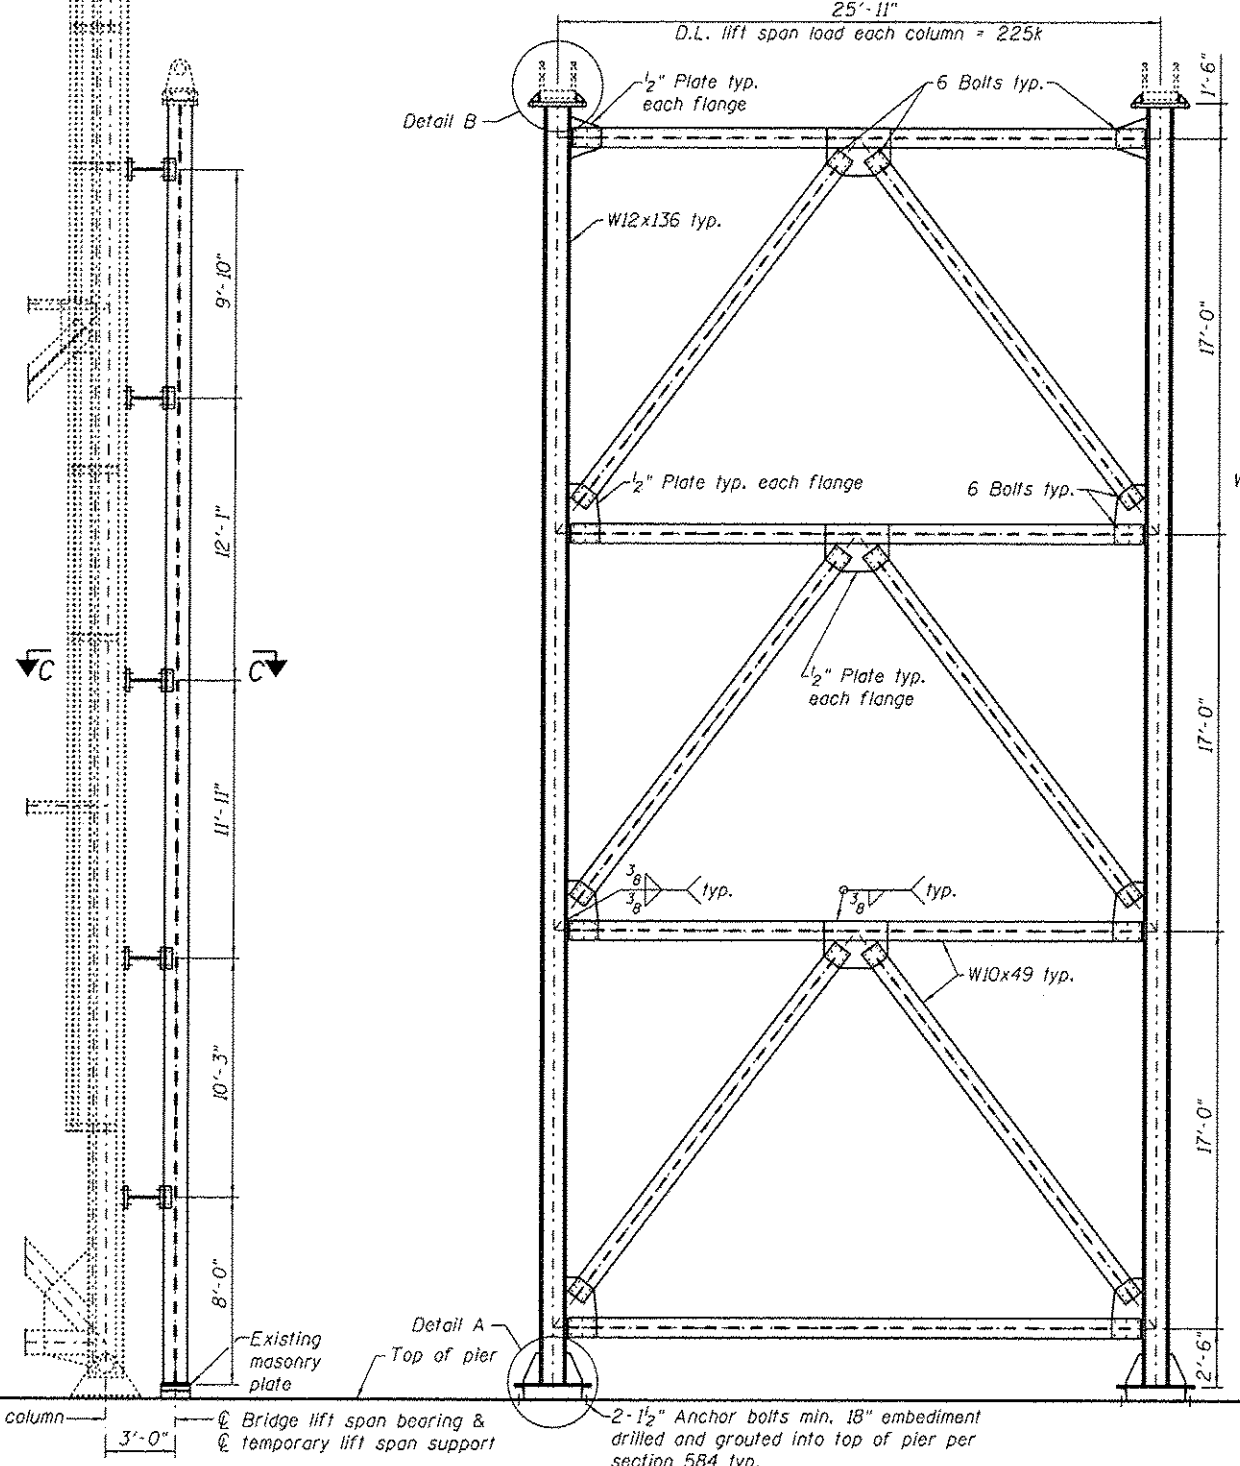 25'-11"
D.L. lift span load each column = 225k
1'-6"
1/2" Plate typ.
each flange
6 Bolts typ.
Detail B
W12x136 typ.
9'-10"
17'-0"
1/2" Plate typ. each flange
6 Bolts typ.
12'-1"
C
C
1/2" Plate typ.
each flange
17'-0"
11'-11"
3/8
3/8
typ.
3/8
typ.
W10x49 typ.
10'-3"
17'-0"
8'-0"
Detail A
Existing
masonry
plate
Top of pier
2'-6"
column
3'-0"
℄ Bridge lift span bearing &
℄ temporary lift span support
2-1 1/2" Anchor bolts min. 18" embediment
drilled and grouted into top of pier per
section 584 typ.